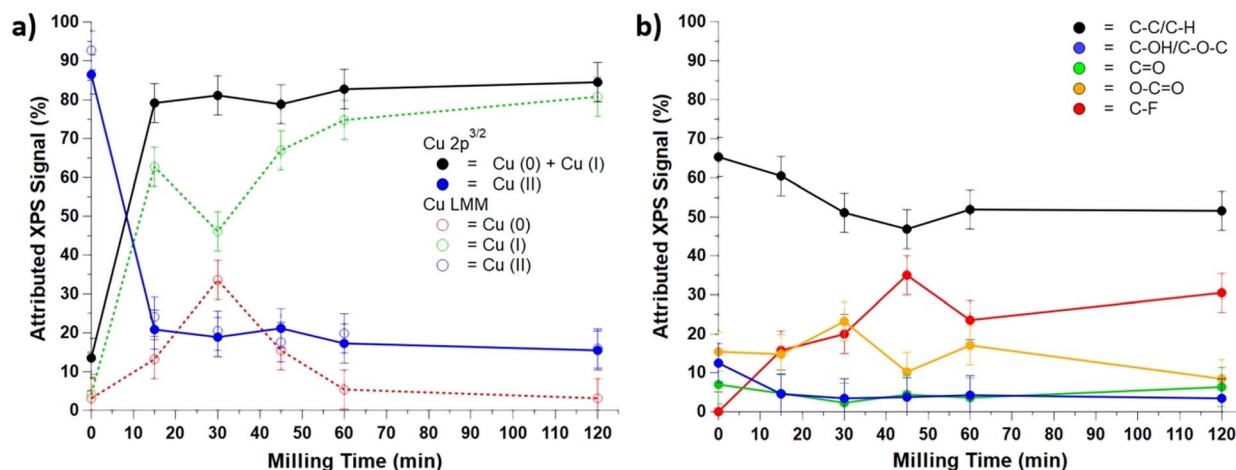 a)
Attributed XPS Signal (%)
100
90
80
70
60
50
40
30
20
10
0
0 10 20 30 40 50 60 70 80 90 100 110 120
Milling Time (min)
Cu 2p3/2
= Cu (0) + Cu (I)
= Cu (II)
Cu LMM
= Cu (0)
= Cu (I)
= Cu (II)
b)
Attributed XPS Signal (%)
100
90
80
70
60
50
40
30
20
10
0
0 10 20 30 40 50 60 70 80 90 100 110 120
Milling Time (min)
= C-C/C-H
= C-OH/C-O-C
= C=O
= O-C=O
= C-F